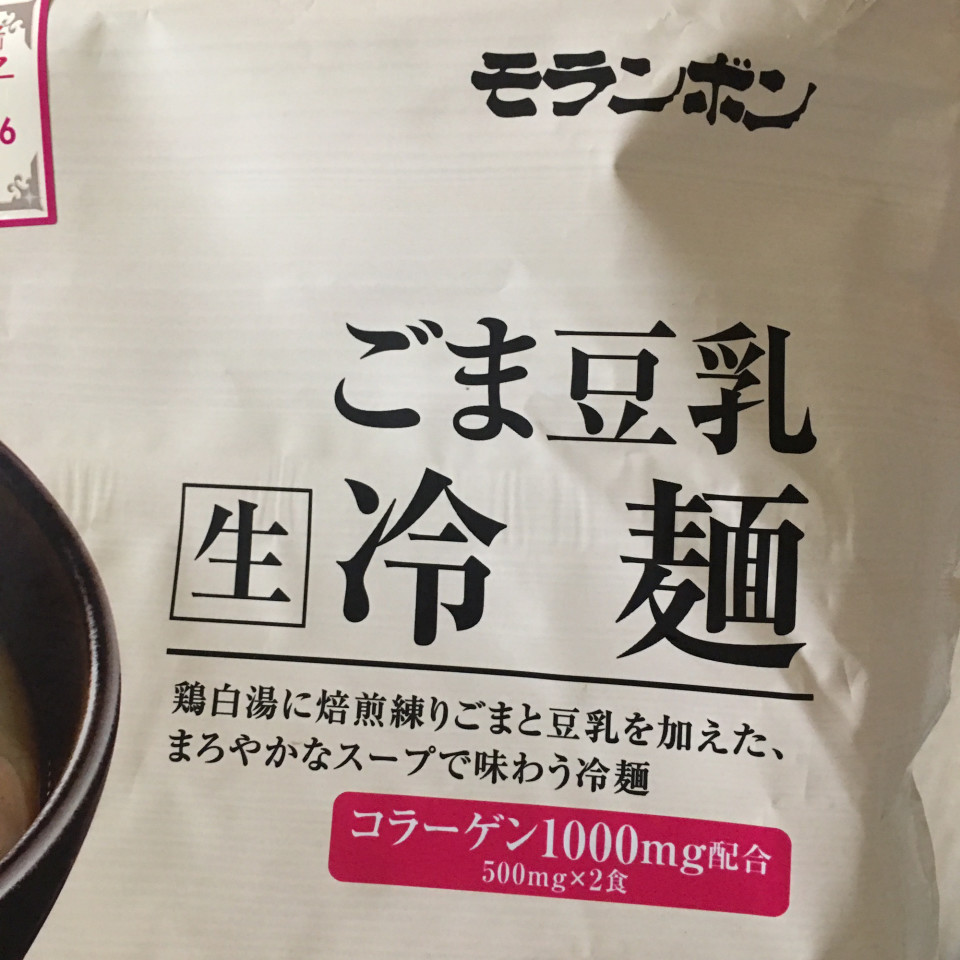 6
モランボン
ごま豆乳
生 冷麺
鶏白湯に焙煎練りごまと豆乳を加えた、
まろやかなスープで味わう冷麺
コラーゲン1000mg配合
500mg×2食